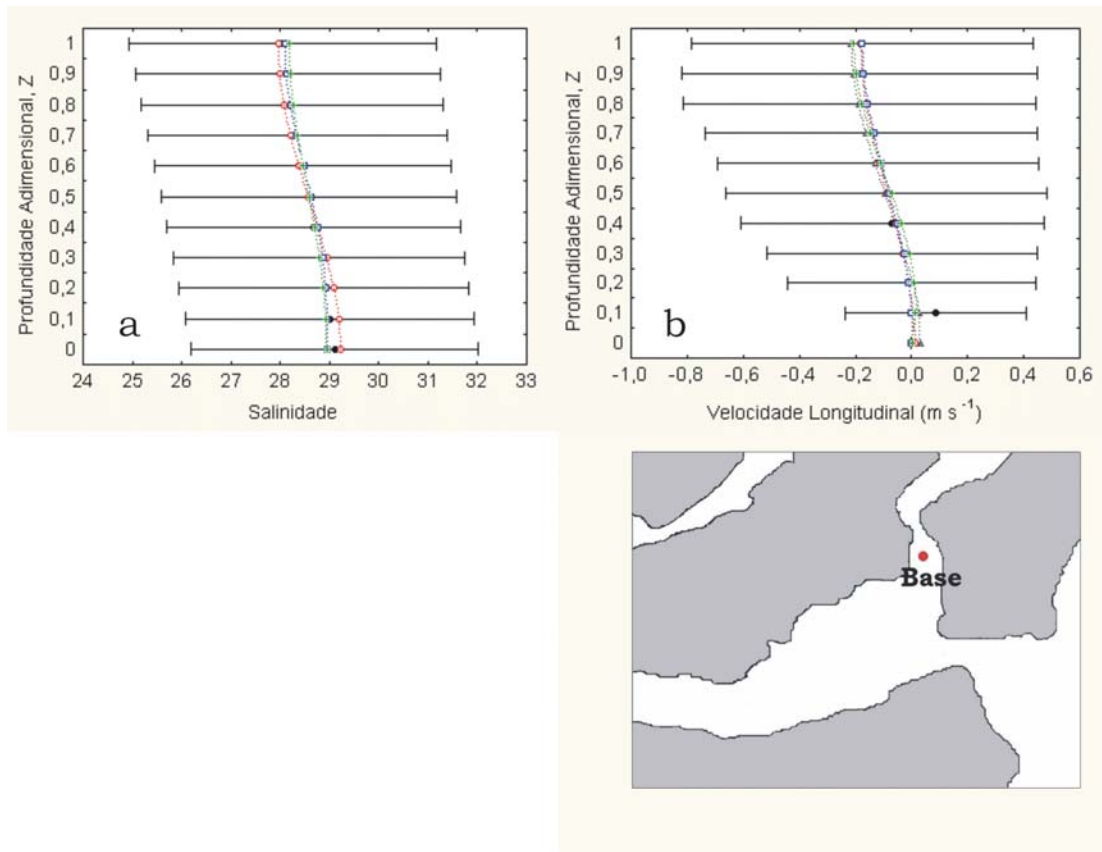 Profundidade Adimensional, Z
1
0,9
0,8
0,7
0,6
0,5
0,4
0,3
0,2
0,1
0
a
24 25 26 27 28 29 30 31 32 33
Salinidade
Profundidade Adimensional, Z
1
0,9
0,8
0,7
0,6
0,5
0,4
0,3
0,2
0,1
0
b
-1,0 -0,8 -0,6 -0,4 -0,2 0,0 0,2 0,4 0,6
Velocidade Longitudinal (m s⁻¹)
Base